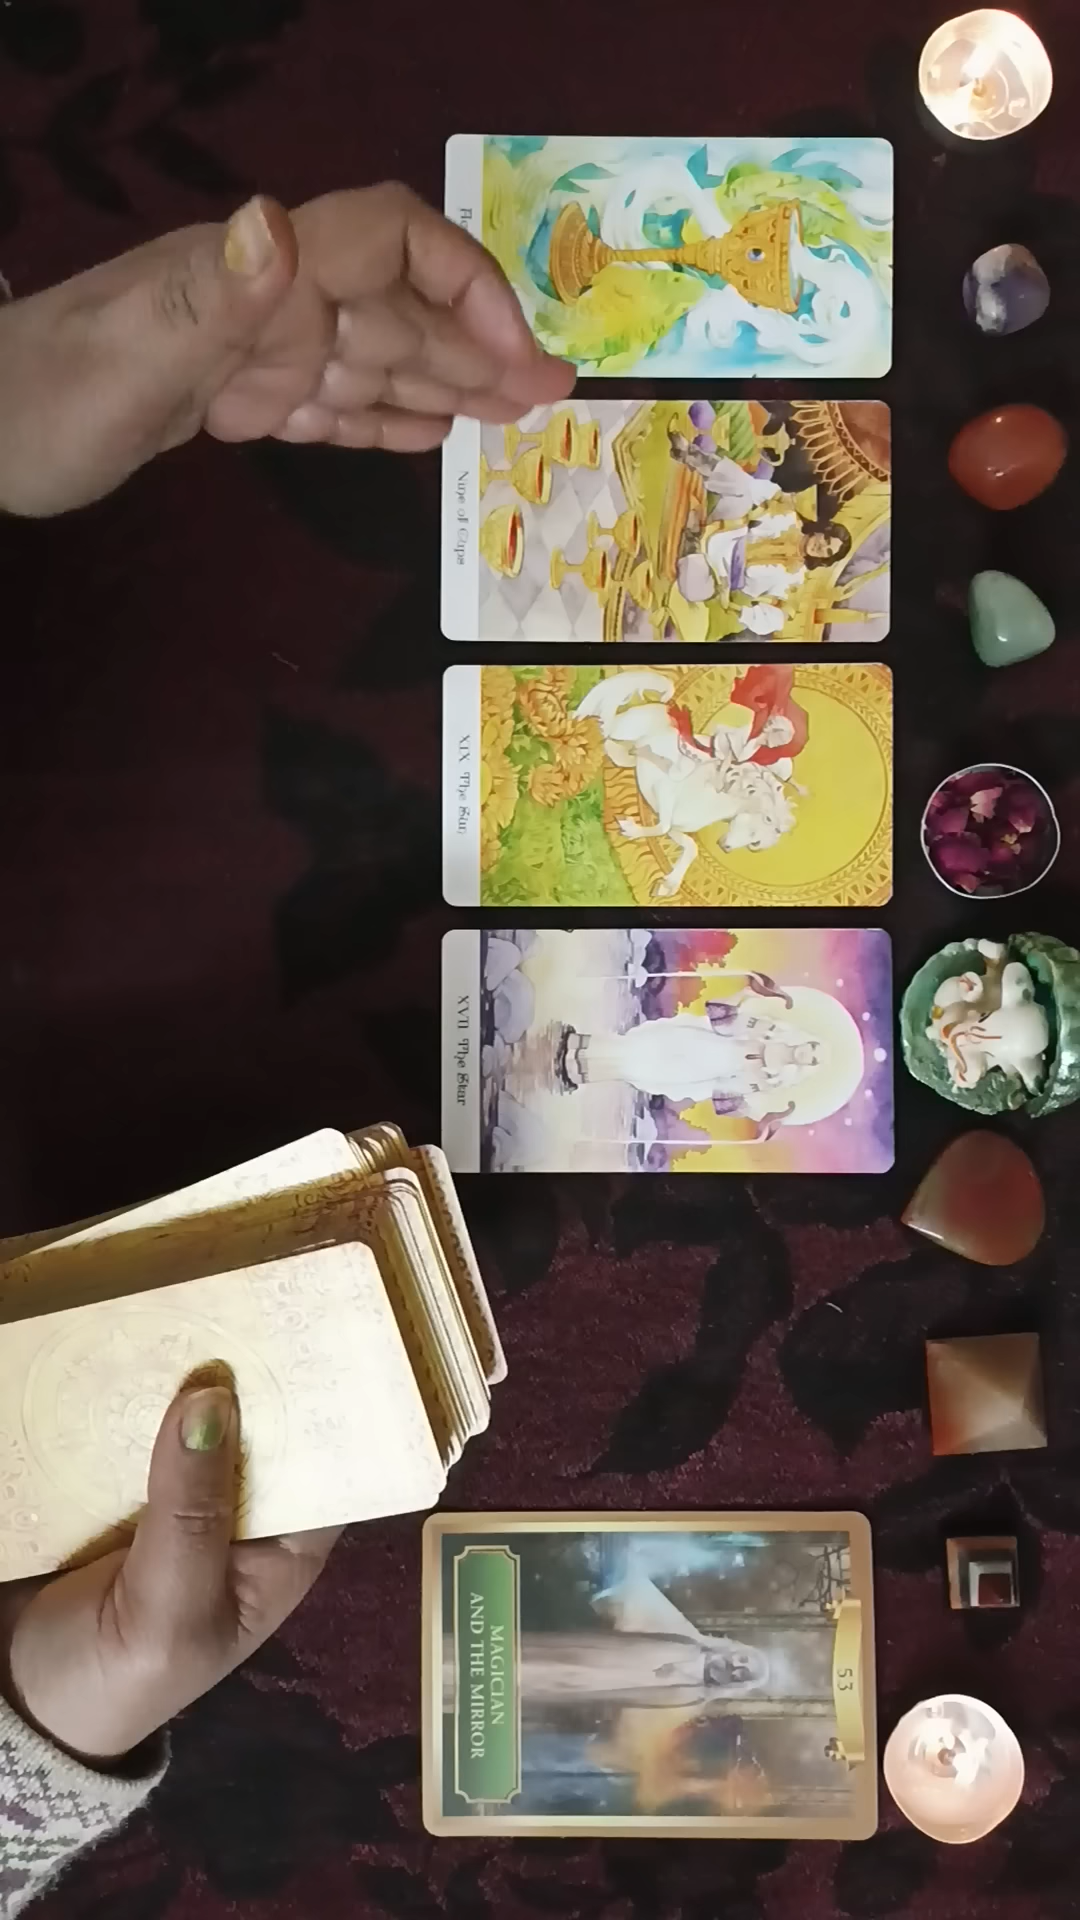 Nine of Cups
XIX The Sun
XVII The Star
53
MAGICIAN
AND THE MIRROR